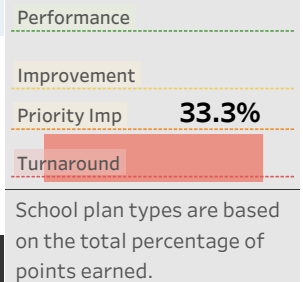 Performance
Improvement
Priority Imp 33.3%
Turnaround
School plan types are based
on the total percentage of
points earned.